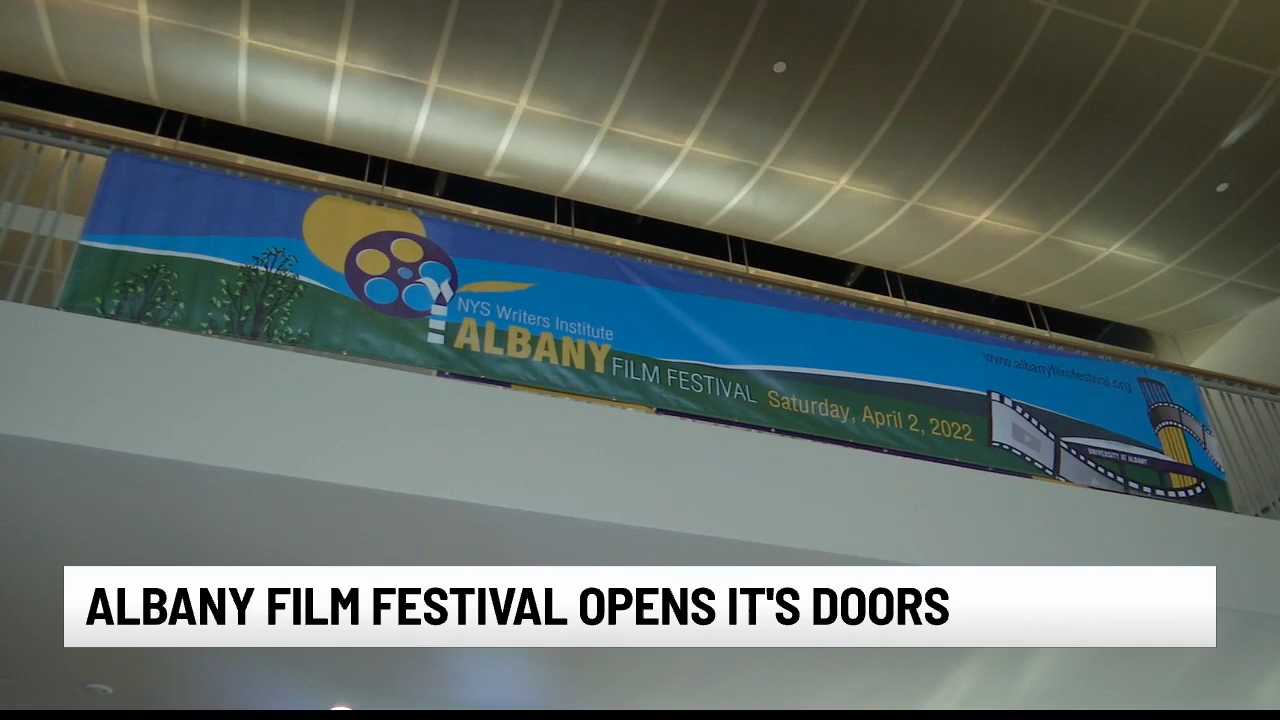 NYS Writers Institute
ALBANY FILM FESTIVAL
Saturday, April 2, 2022
www.albanyfilmfestival.org
UNIVERSITY AT ALBANY
ALBANY FILM FESTIVAL OPENS IT'S DOORS